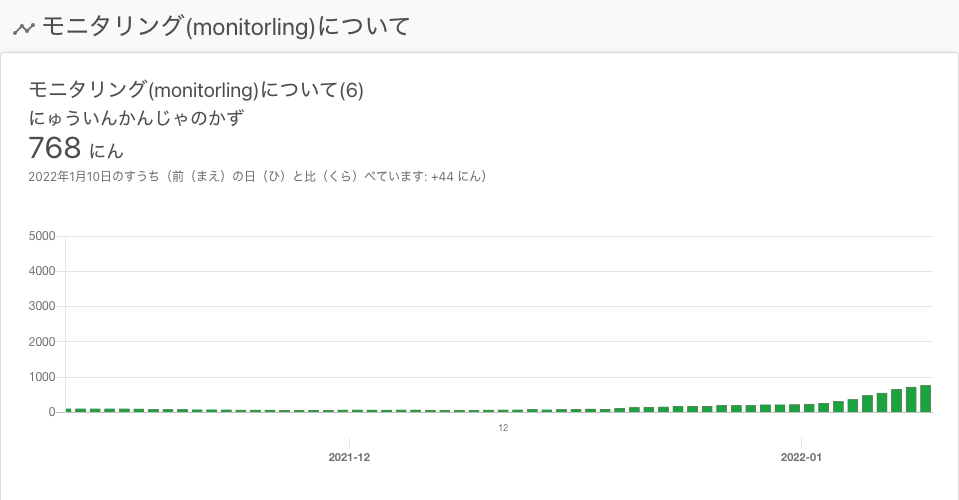 モニタリング(monitorling)について
モニタリング(monitorling)について(6)
にゅういんかんじゃのかず
768 にん
2022年1月10日のすうち（前（まえ）の日（ひ）と比（くら）べています: +44 にん）
5000
4000
3000
2000
1000
0
12
2021-12
2022-01